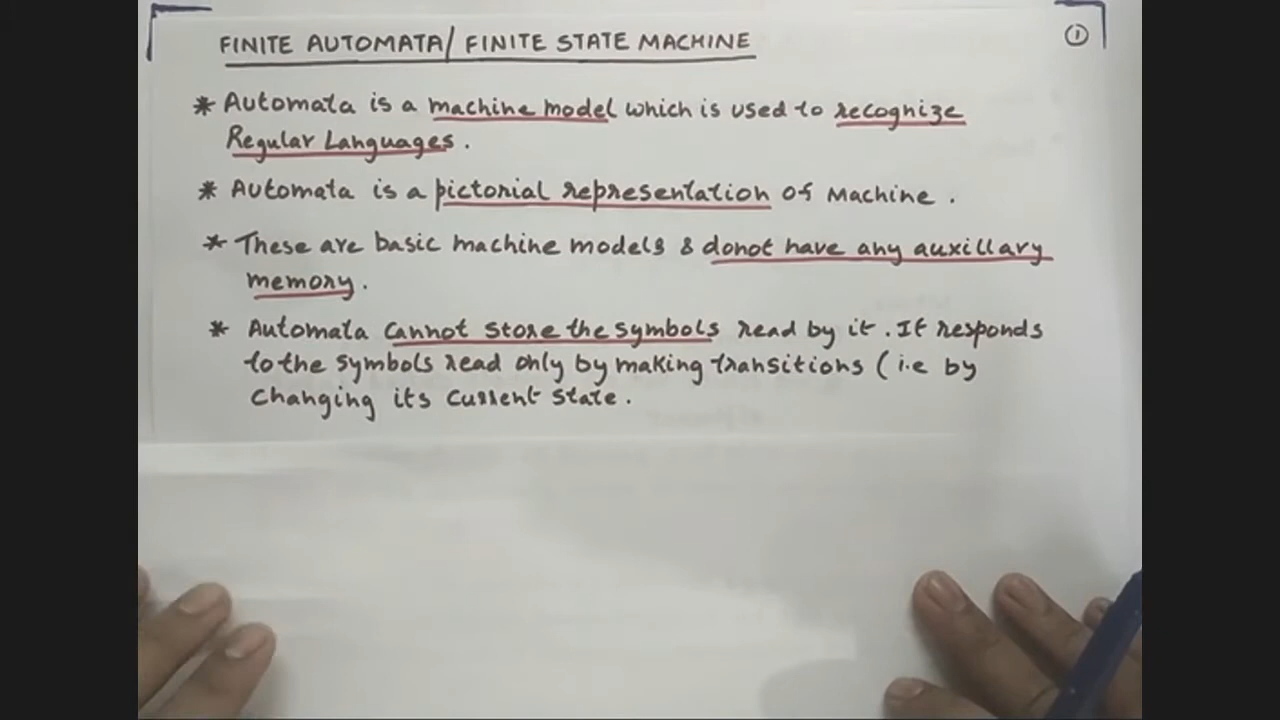 FINITE AUTOMATA/ FINITE STATE MACHINE
①
* Automata is a machine model which is used to recognize
Regular Languages.
* Automata is a pictorial representation of Machine.
* These are basic machine models & donot have any auxillary
memory.
* Automata cannot store the symbols read by it. It responds
to the symbols read only by making transitions (i.e by
changing its current state.